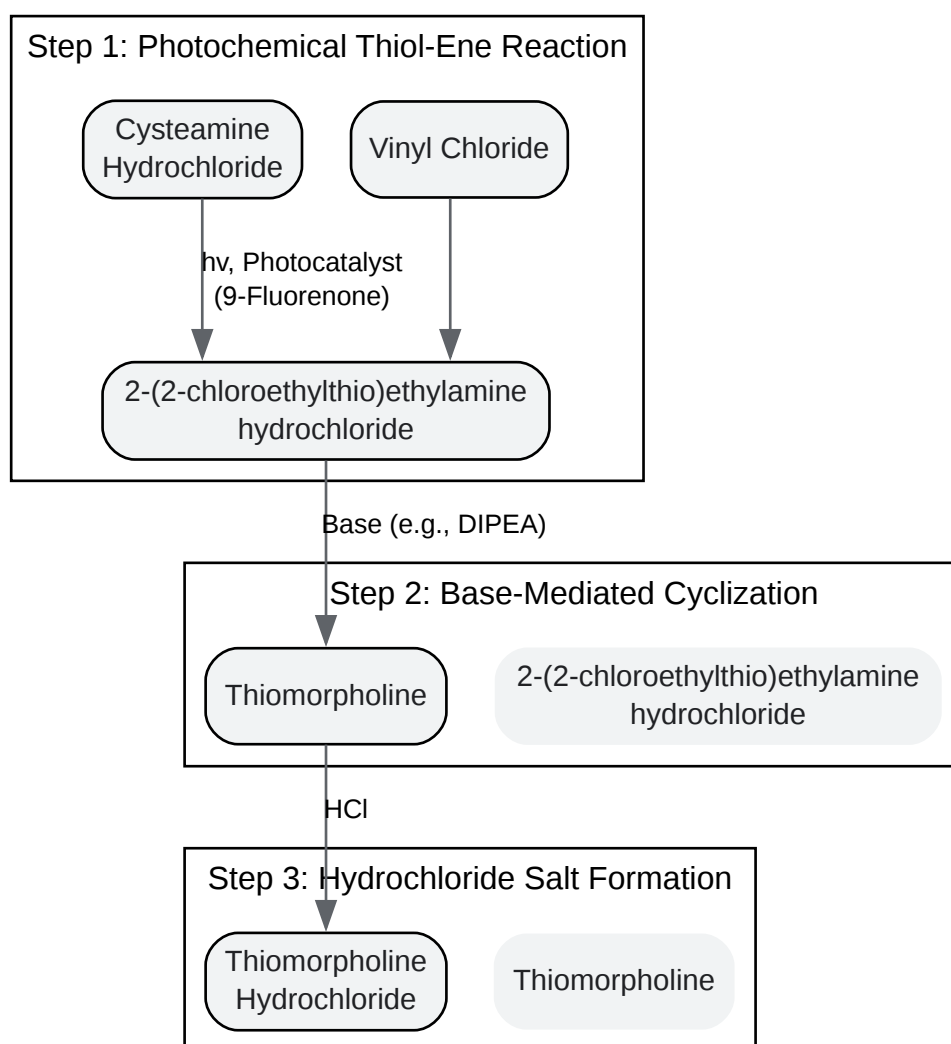 Step 1: Photochemical Thiol-Ene Reaction
Cysteamine
Hydrochloride
Vinyl Chloride
hν, Photocatalyst
(9-Fluorenone)
2-(2-chloroethylthio)ethylamine
hydrochloride
Base (e.g., DIPEA)
Step 2: Base-Mediated Cyclization
Thiomorpholine
2-(2-chloroethylthio)ethylamine
hydrochloride
HCl
Step 3: Hydrochloride Salt Formation
Thiomorpholine
Hydrochloride
Thiomorpholine